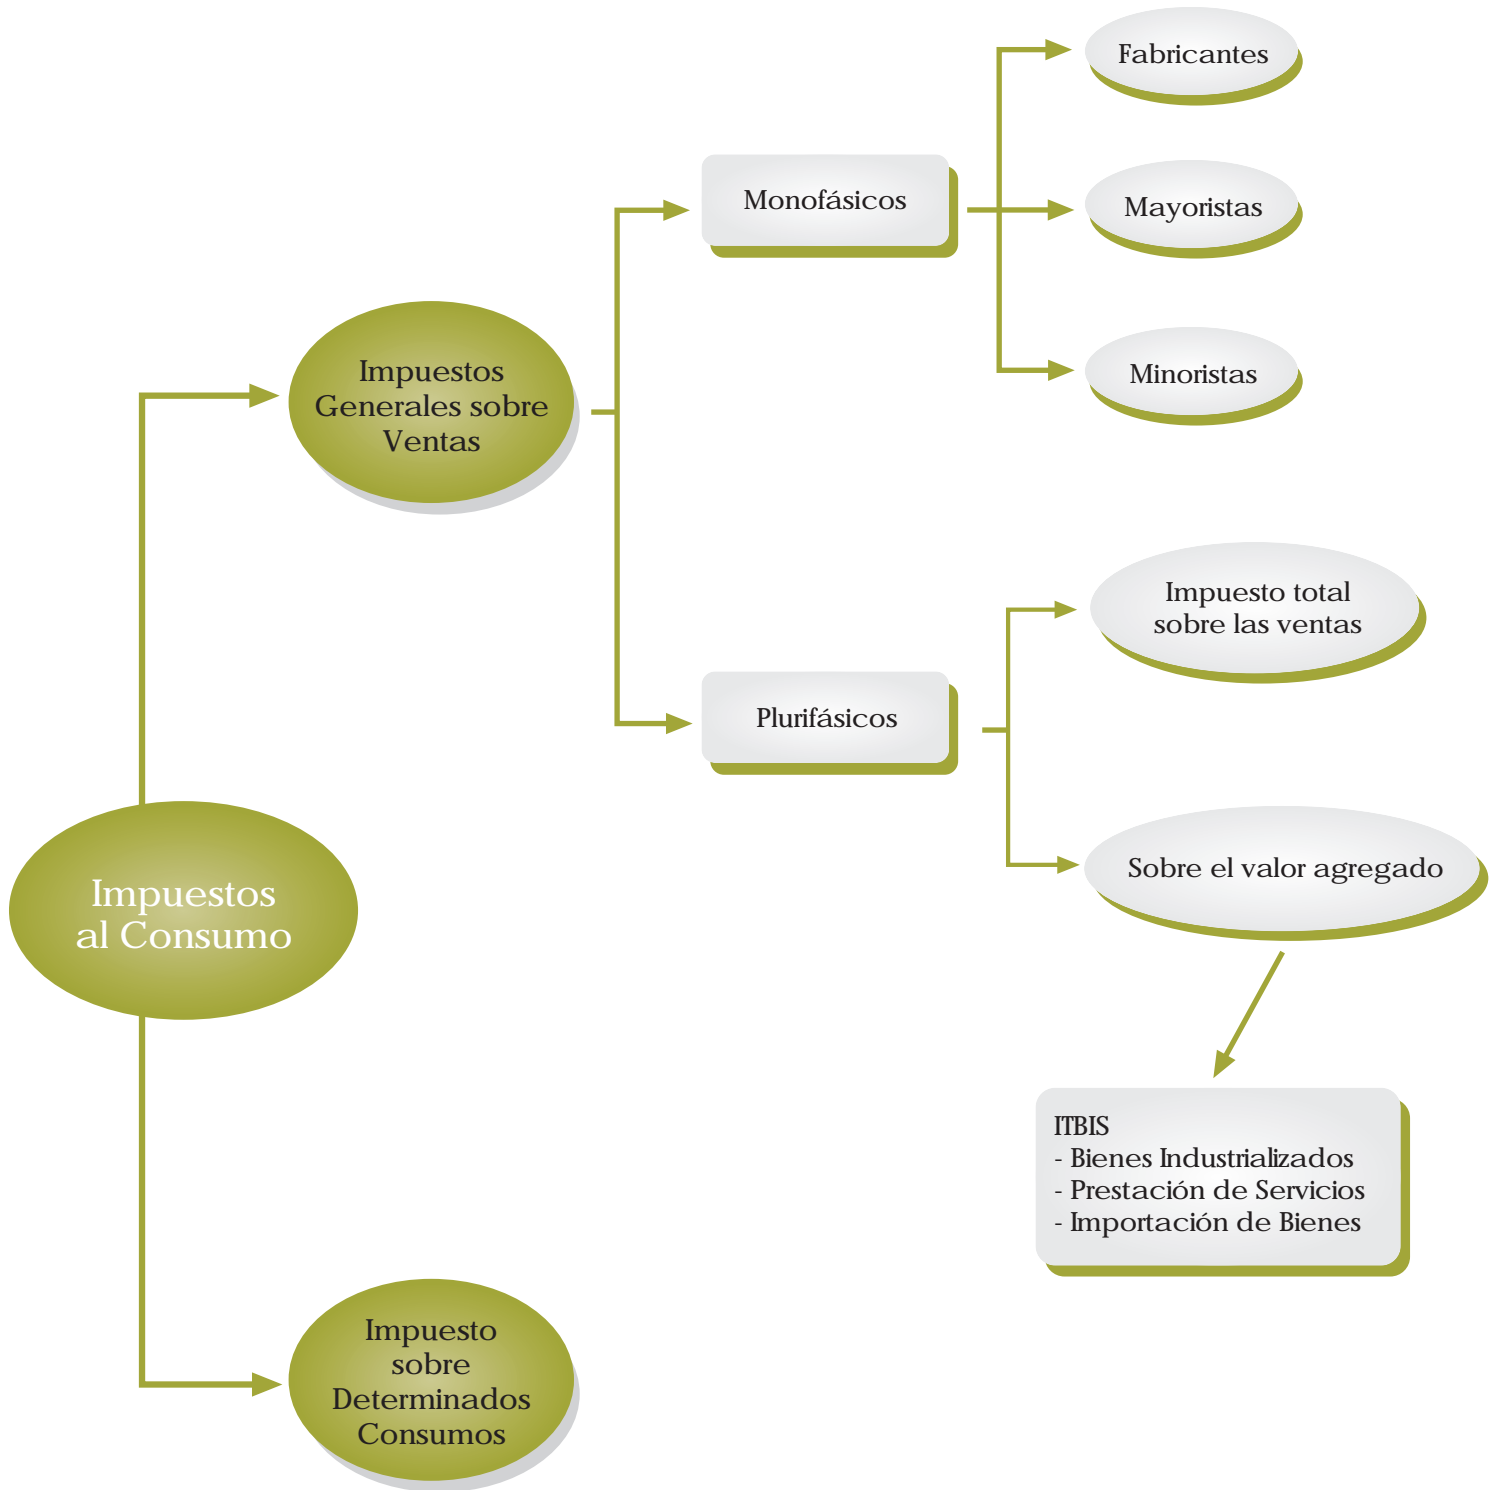 Fabricantes
Monofásicos
Mayoristas
Minoristas
Impuestos
Generales sobre
Ventas
Impuesto total
sobre las ventas
Plurifásicos
Sobre el valor agregado
Impuestos
al Consumo
ITBIS
- Bienes Industrializados
- Prestación de Servicios
- Importación de Bienes
Impuesto
sobre
Determinados
Consumos